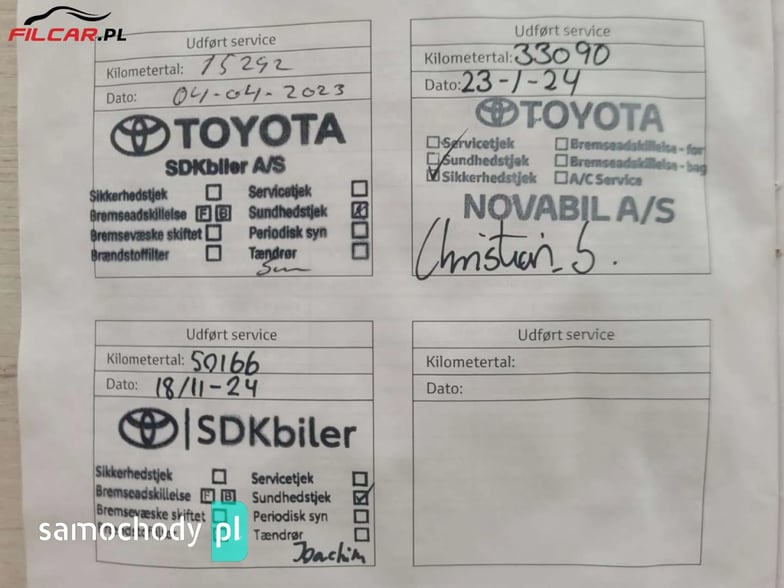 FILCAR.PL
Udført service
Kilometertal: 15292
Dato: 04-04-2023
TOYOTA
SDKbiler A/S
Sikkerhedstjek Servicetjek
Bremseadskillelse F B Sundhedstjek
Bremsevæske skiftet Periodisk syn
Brændstoffilter Tændrør
Udført service
Kilometertal: 33090
Dato: 23-1-24
TOYOTA
Servicetjek Bremseadskillelse - for
Sundhedstjek Bremseadskillelse - bag
Sikkerhedstjek A/C Service
NOVABIL A/S
Christian. S.
Udført service
Kilometertal: 50166
Dato: 18/11-24
SDKbiler
Sikkerhedstjek Servicetjek
Bremseadskillelse F B Sundhedstjek
Bremsevæske skiftet Periodisk syn
Tændrør
Joachim
Udført service
Kilometertal:
Dato:
samochody pl